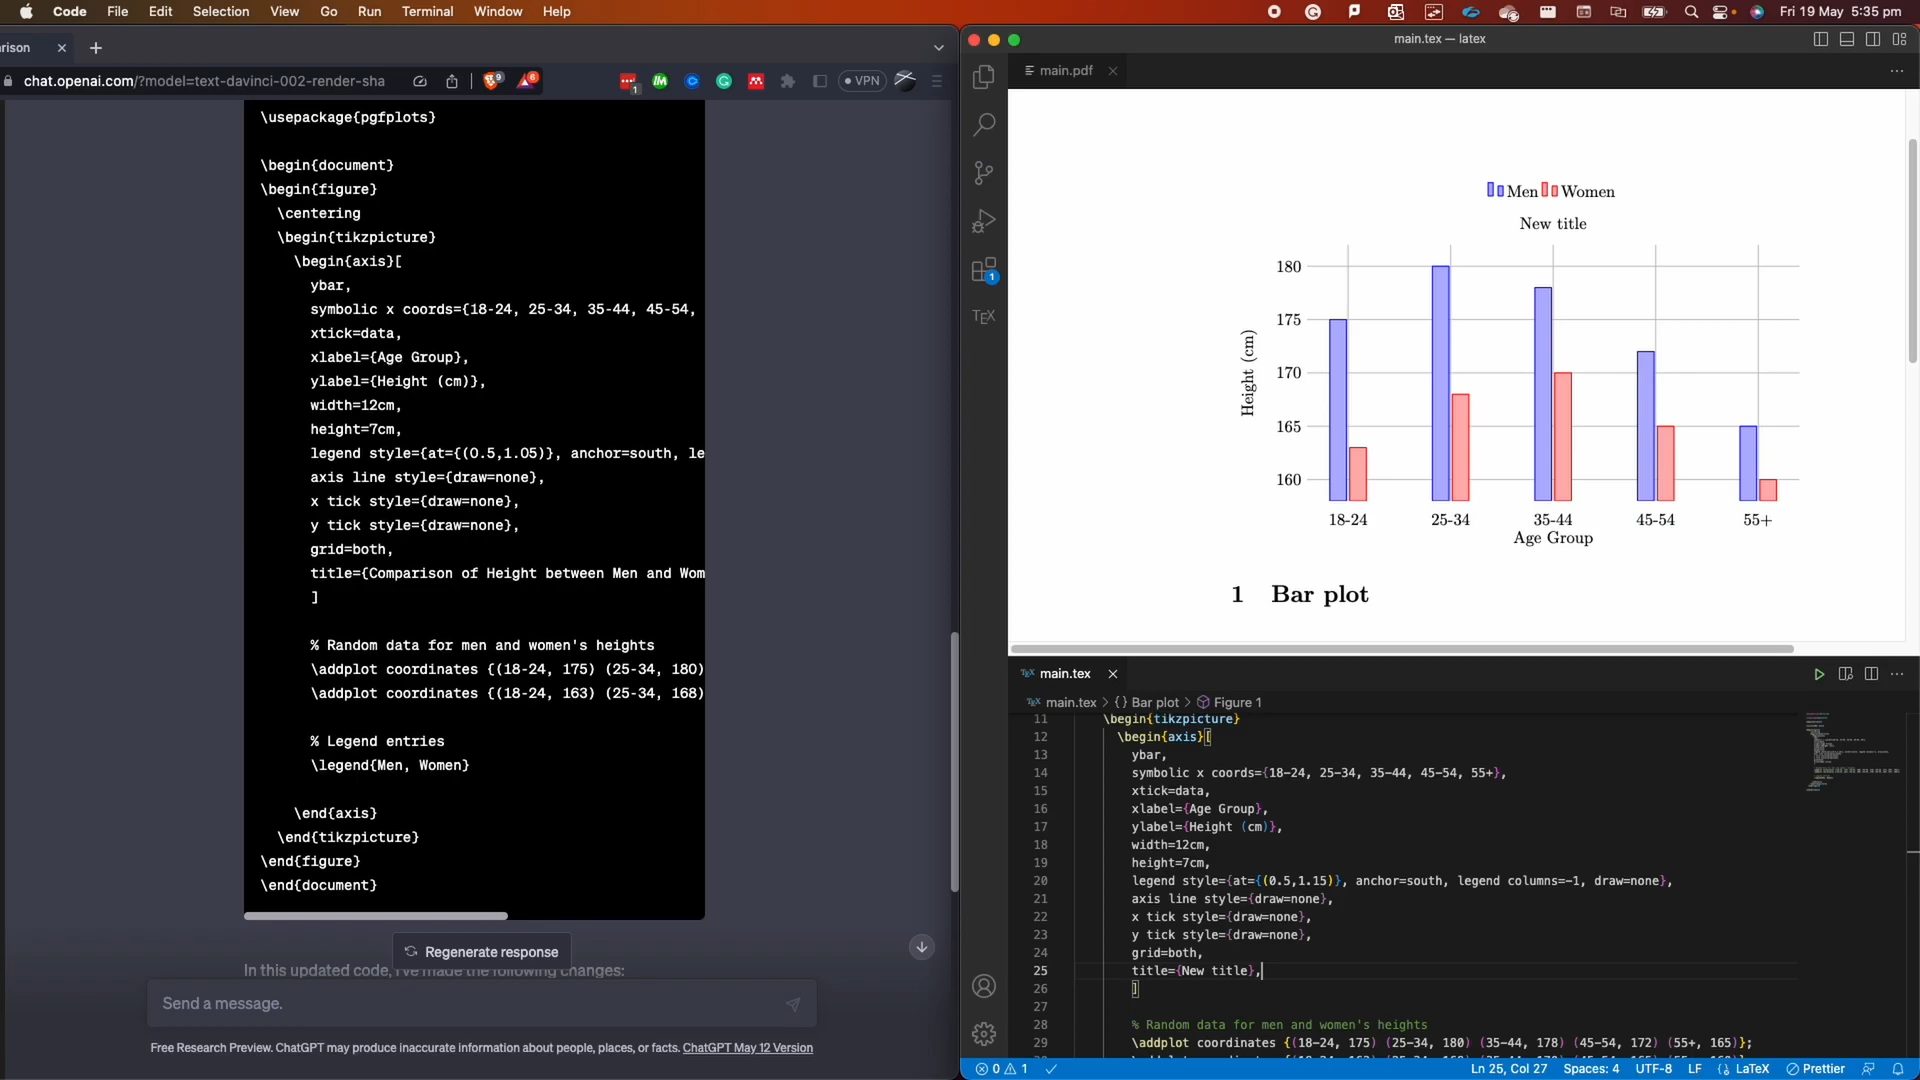 Code File Edit Selection View Go Run Terminal Window Help
Fri 19 May 5:35 pm
rison
chat.openai.com/?model=text-davinci-002-render-sha
9
6
1
VPN
\usepackage{pgfplots}
\begin{document}
\begin{figure}
\centering
\begin{tikzpicture}
\begin{axis}[
ybar,
symbolic x coords={18-24, 25-34, 35-44, 45-54,
xtick=data,
xlabel={Age Group},
ylabel={Height (cm)},
width=12cm,
height=7cm,
legend style={at={(0.5,1.05)}, anchor=south, le
axis line style={draw=none},
x tick style={draw=none},
y tick style={draw=none},
grid=both,
title={Comparison of Height between Men and Wom
]
% Random data for men and women's heights
\addplot coordinates {(18-24, 175) (25-34, 180)
\addplot coordinates {(18-24, 163) (25-34, 168)
% Legend entries
\legend{Men, Women}
\end{axis}
\end{tikzpicture}
\end{figure}
\end{document}
Regenerate response
In this updated code, I've made the following changes:
Send a message.
Free Research Preview. ChatGPT may produce inaccurate information about people, places, or facts. ChatGPT May 12 Version
main.tex — latex
main.pdf
1
TEX
Men Women
New title
180
175
170
165
160
Height (cm)
18-24 25-34 35-44 45-54 55+
Age Group
1 Bar plot
main.tex
main.tex > {} Bar plot > Figure 1
11 \begin{tikzpicture}
12 \begin{axis}[
13 ybar,
14 symbolic x coords={18-24, 25-34, 35-44, 45-54, 55+},
15 xtick=data,
16 xlabel={Age Group},
17 ylabel={Height (cm)},
18 width=12cm,
19 height=7cm,
20 legend style={at={(0.5,1.15)}, anchor=south, legend columns=-1, draw=none},
21 axis line style={draw=none},
22 x tick style={draw=none},
23 y tick style={draw=none},
24 grid=both,
25 title={New title},
26 ]
27
28 % Random data for men and women's heights
29 \addplot coordinates {(18-24, 175) (25-34, 180) (35-44, 178) (45-54, 172) (55+, 165)};
0 1
Ln 25, Col 27 Spaces: 4 UTF-8 LF {} LaTeX Prettier